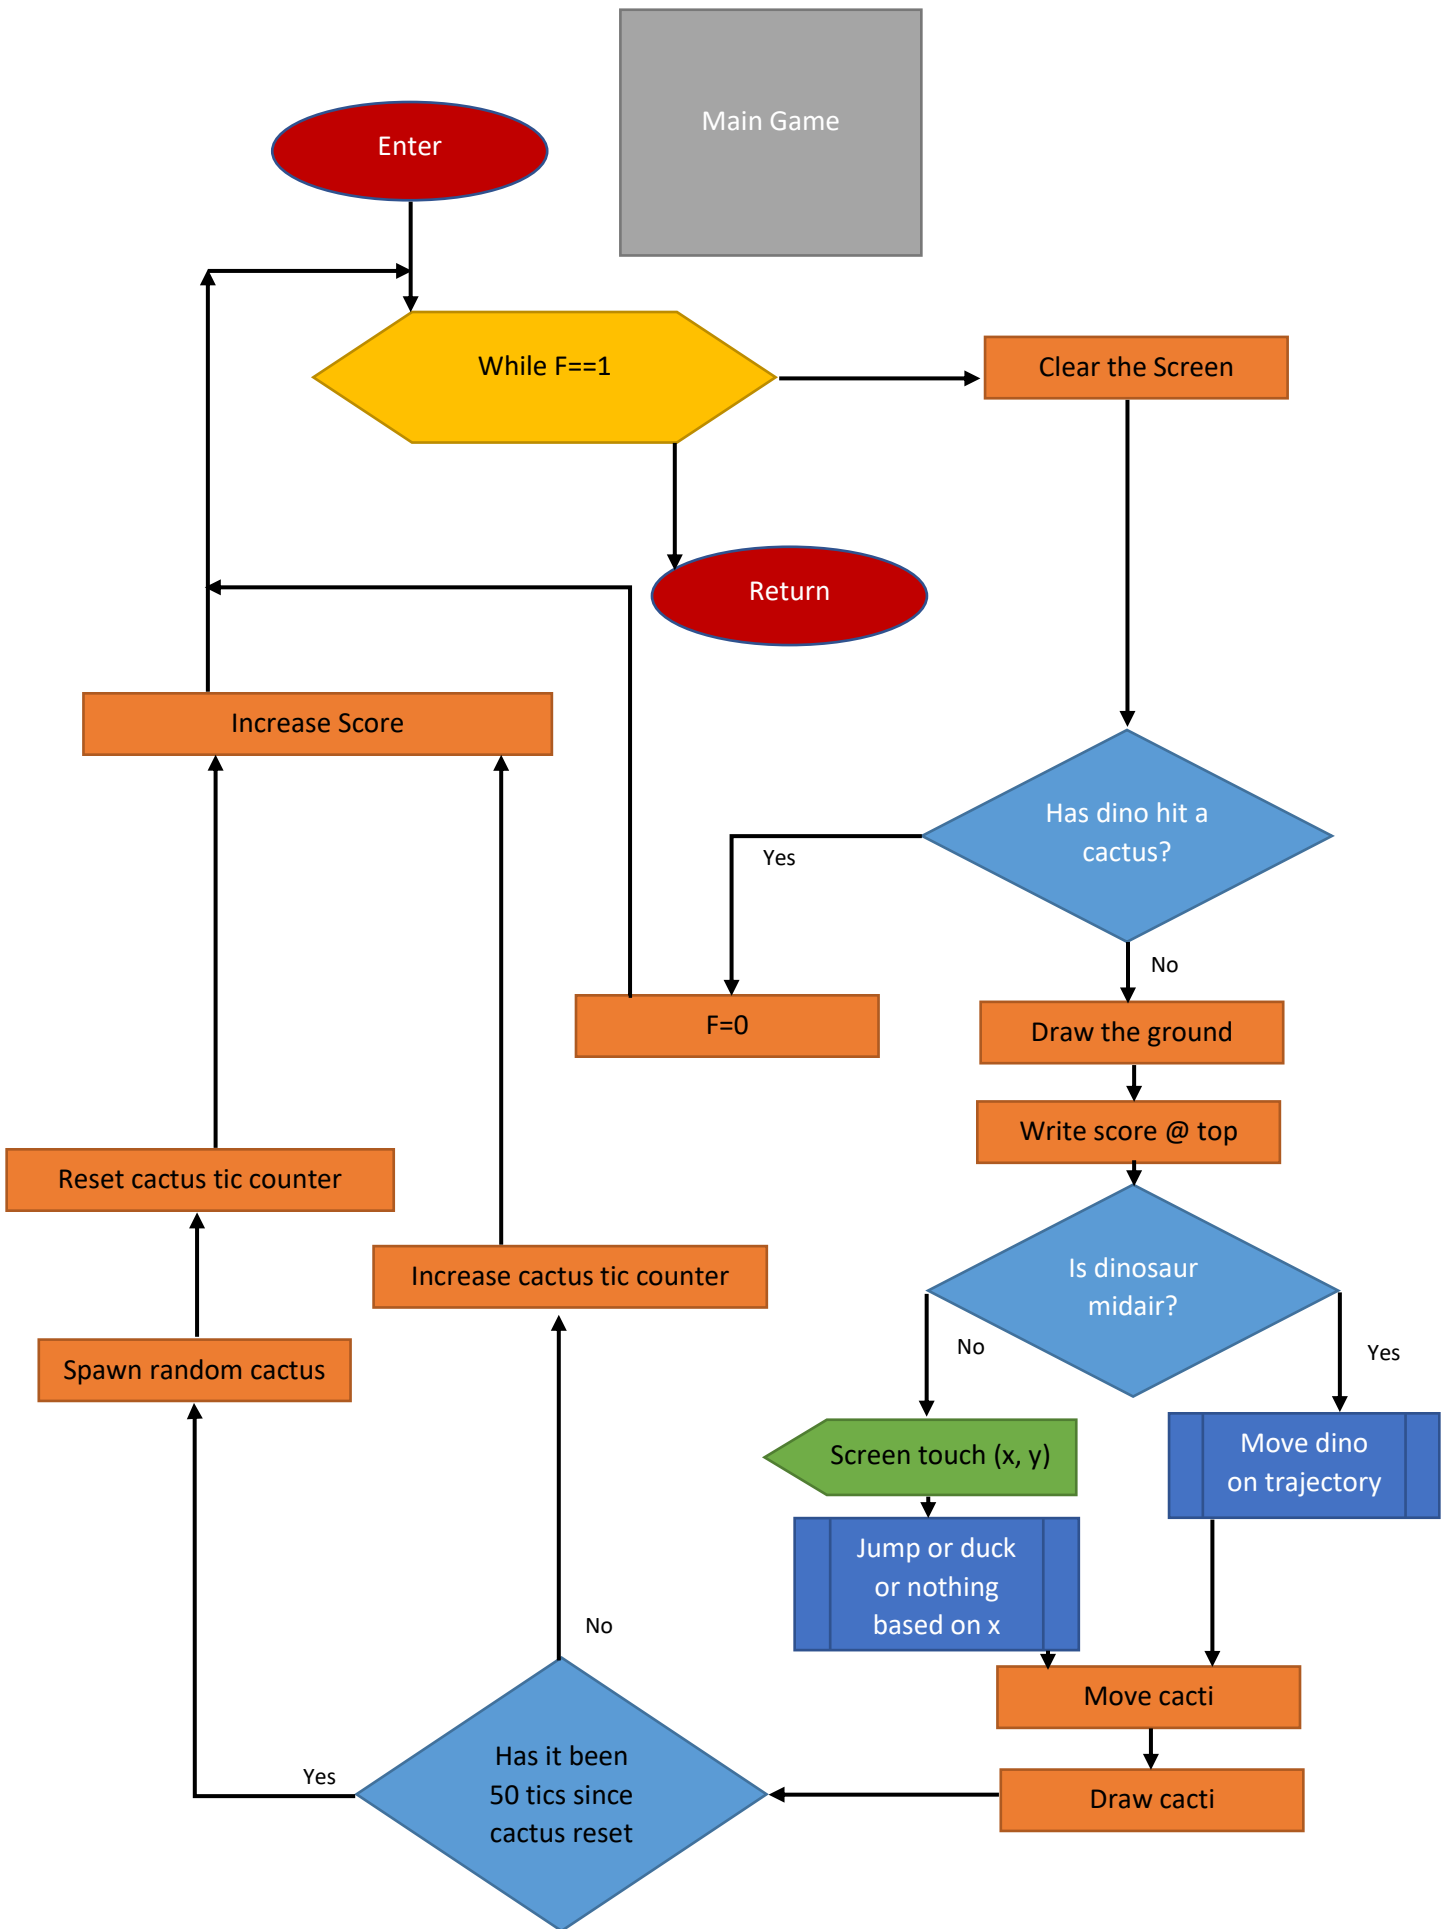 Main Game
Enter
While F==1
Clear the Screen
Return
Increase Score
Has dino hit a
cactus?
Yes
No
F=0
Draw the ground
Write score @ top
Reset cactus tic counter
Increase cactus tic counter
Is dinosaur
midair?
No
Yes
Spawn random cactus
Screen touch (x, y)
Move dino
on trajectory
Jump or duck
or nothing
based on x
No
Move cacti
Has it been
50 tics since
cactus reset
Yes
Draw cacti